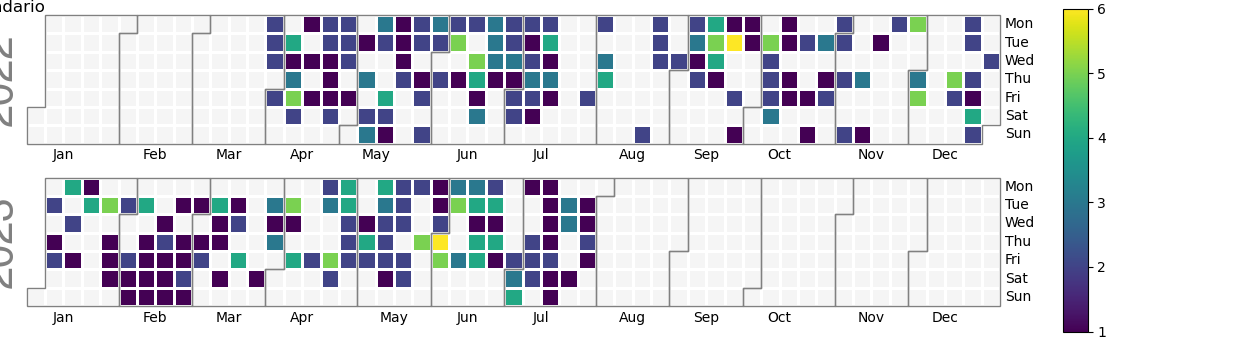 ndario
2022
Mon
Tue
Wed
Thu
Fri
Sat
Sun
Jan Feb Mar Apr May Jun Jul Aug Sep Oct Nov Dec
2023
Mon
Tue
Wed
Thu
Fri
Sat
Sun
Jan Feb Mar Apr May Jun Jul Aug Sep Oct Nov Dec
6
5
4
3
2
1